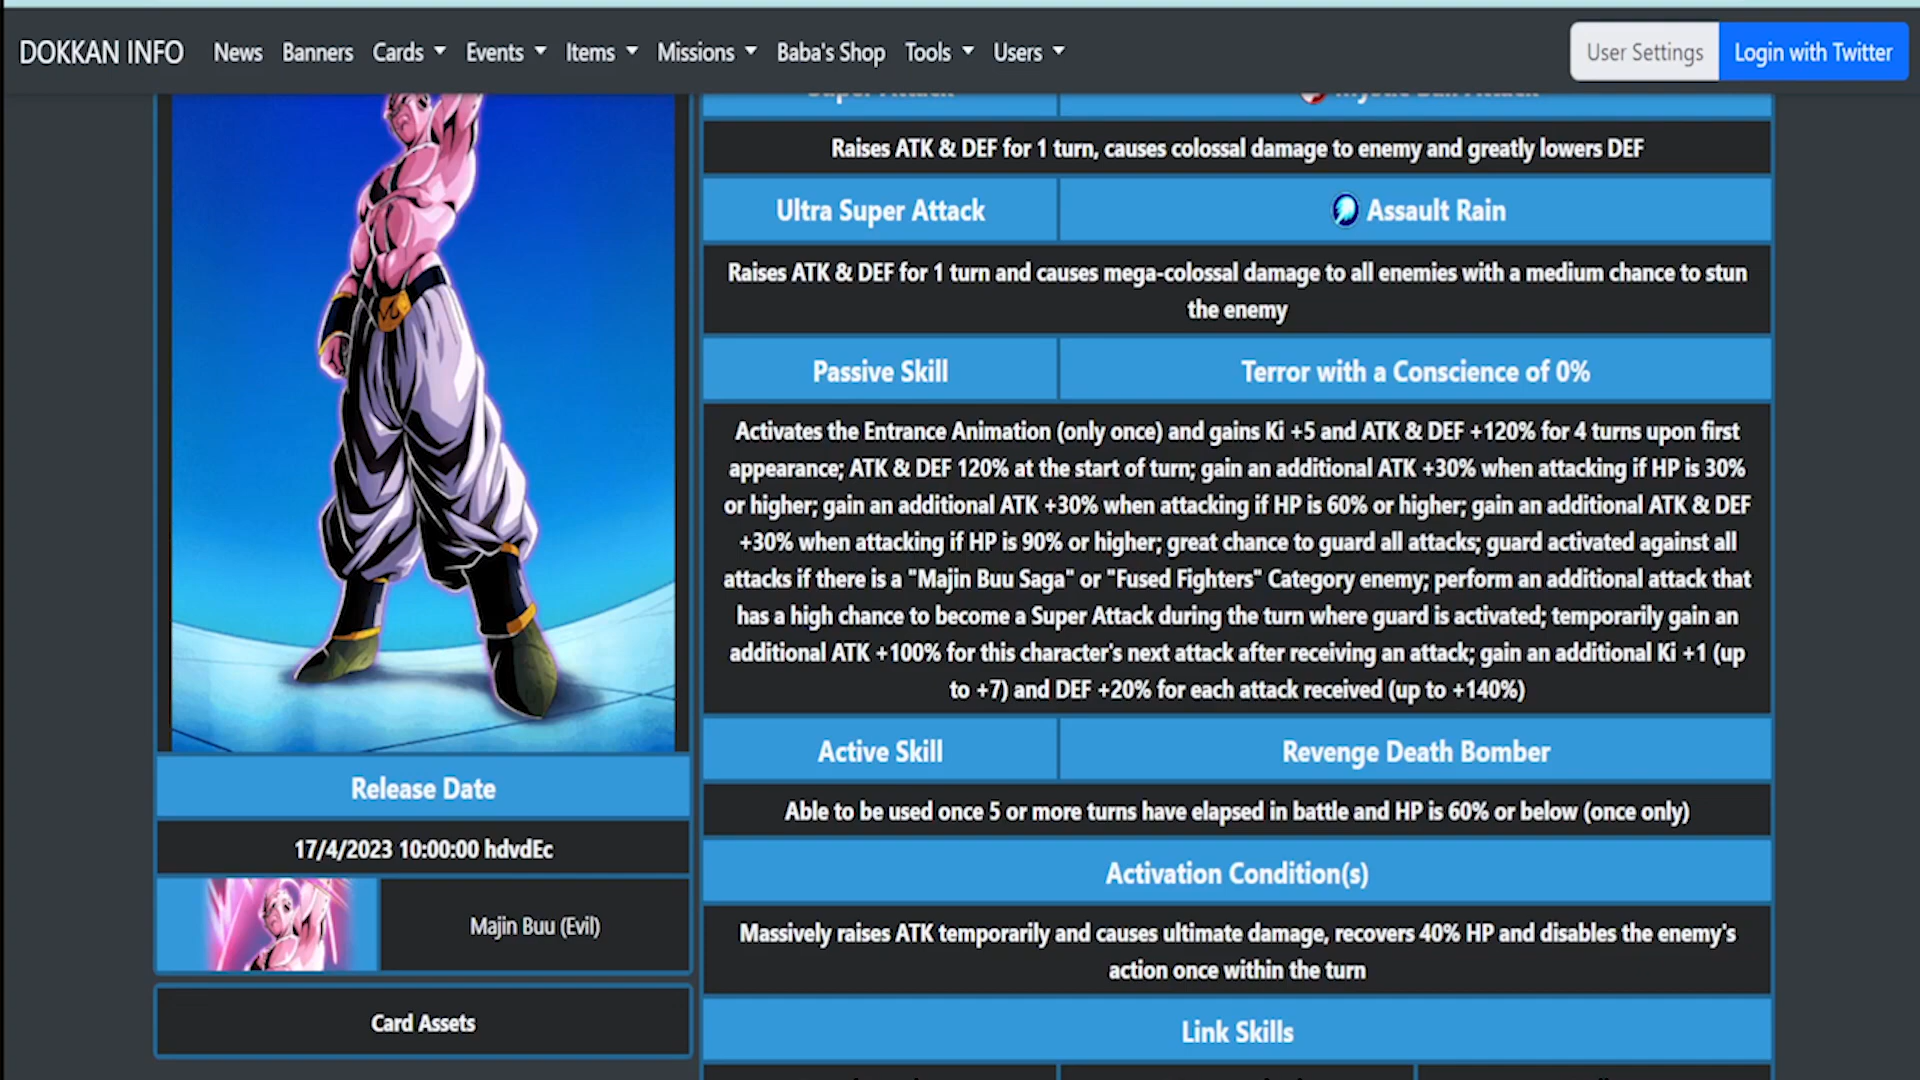 DOKKAN INFO News Banners Cards Events Items Missions Baba's Shop Tools Users User Settings Login with Twitter
Super Attack Mystic Ball Attack
Raises ATK & DEF for 1 turn, causes colossal damage to enemy and greatly lowers DEF
Ultra Super Attack Assault Rain
Raises ATK & DEF for 1 turn and causes mega-colossal damage to all enemies with a medium chance to stun
the enemy
Passive Skill Terror with a Conscience of 0%
Activates the Entrance Animation (only once) and gains Ki +5 and ATK & DEF +120% for 4 turns upon first
appearance; ATK & DEF 120% at the start of turn; gain an additional ATK +30% when attacking if HP is 30%
or higher; gain an additional ATK +30% when attacking if HP is 60% or higher; gain an additional ATK & DEF
+30% when attacking if HP is 90% or higher; great chance to guard all attacks; guard activated against all
attacks if there is a "Majin Buu Saga" or "Fused Fighters" Category enemy; perform an additional attack that
has a high chance to become a Super Attack during the turn where guard is activated; temporarily gain an
additional ATK +100% for this character's next attack after receiving an attack; gain an additional Ki +1 (up
to +7) and DEF +20% for each attack received (up to +140%)
Active Skill Revenge Death Bomber
Able to be used once 5 or more turns have elapsed in battle and HP is 60% or below (once only)
Activation Condition(s)
Massively raises ATK temporarily and causes ultimate damage, recovers 40% HP and disables the enemy's
action once within the turn
Link Skills
Release Date
17/4/2023 10:00:00 hdvdEc
Majin Buu (Evil)
Card Assets